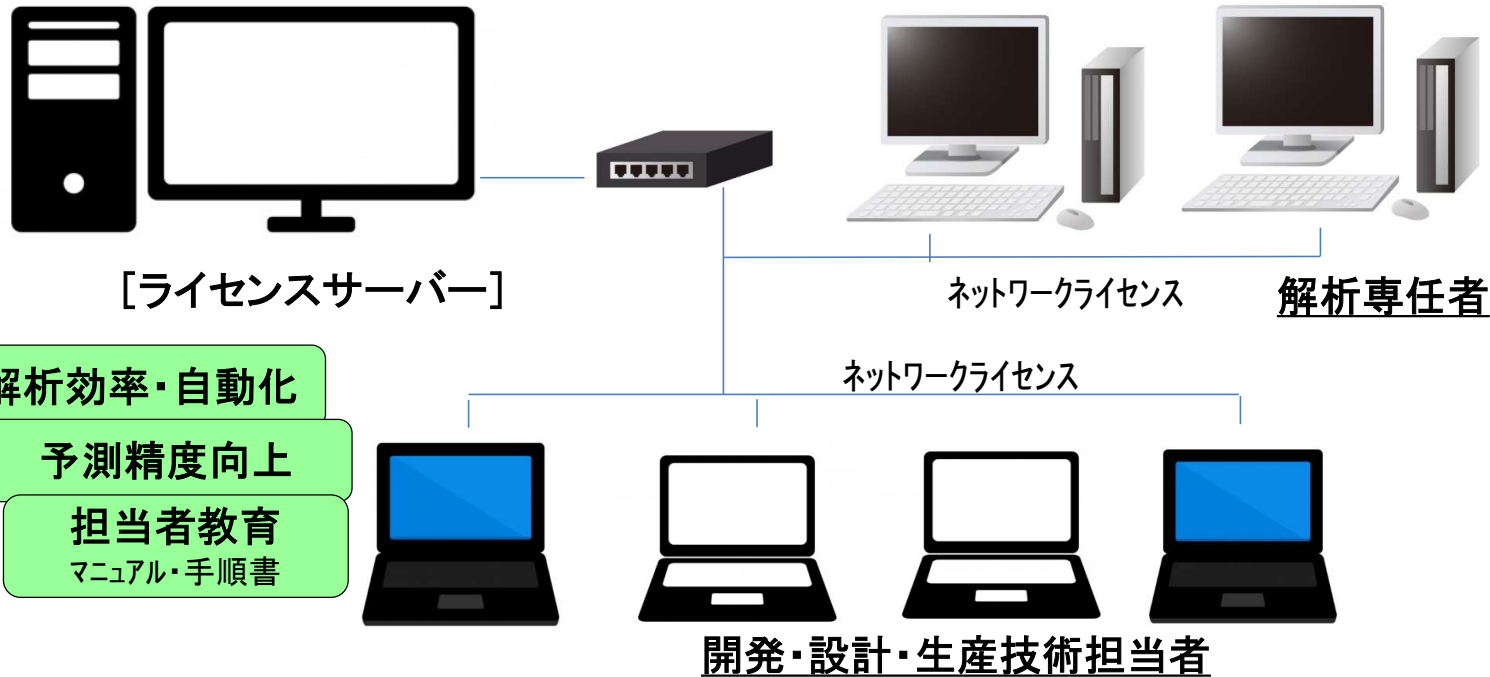 [ライセンスサーバー]
ネットワークライセンス
解析専任者
ネットワークライセンス
解析効率・自動化
予測精度向上
担当者教育
マニュアル・手順書
開発・設計・生産技術担当者